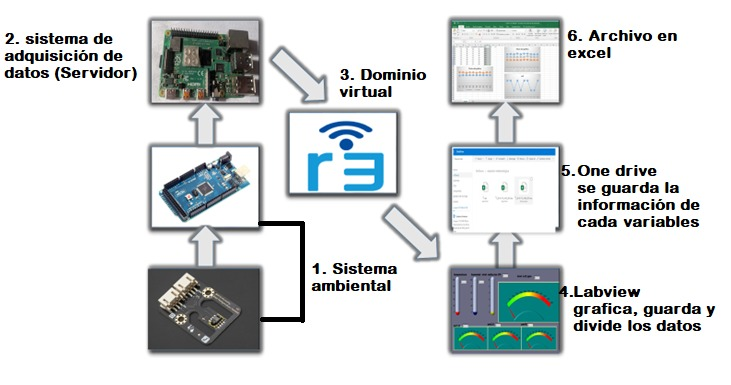 2. sistema de
adquisición de
datos (Servidor)
3. Dominio
virtual
r3
1. Sistema
ambiental
6. Archivo en
excel
5. One drive
se guarda la
información de
cada variables
4. Labview
grafica, guarda y
divide los datos